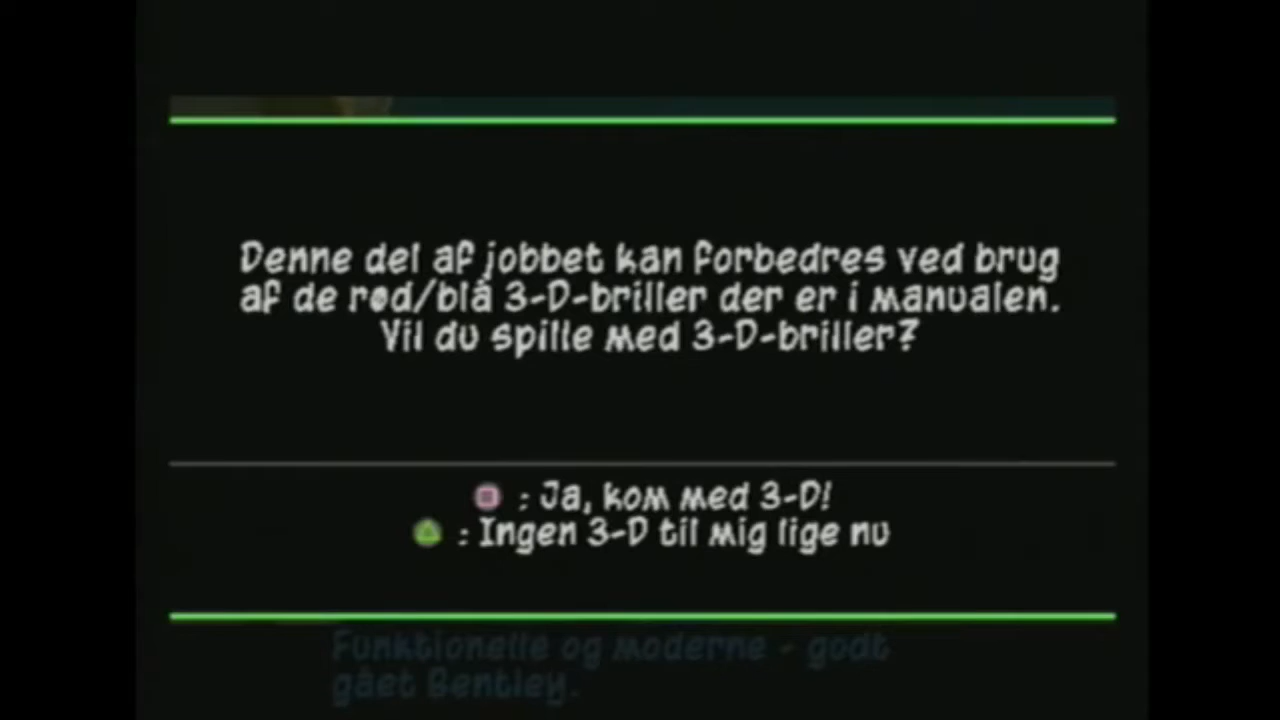 Denne del af jobbet kan forbedres ved brug
af de rød/blå 3-D-briller der er i manualen.
Vil du spille med 3-D-briller?
: Ja, kom med 3-D!
: Ingen 3-D til mig lige nu
Funktionelle og moderne - godt
gået Bentley.